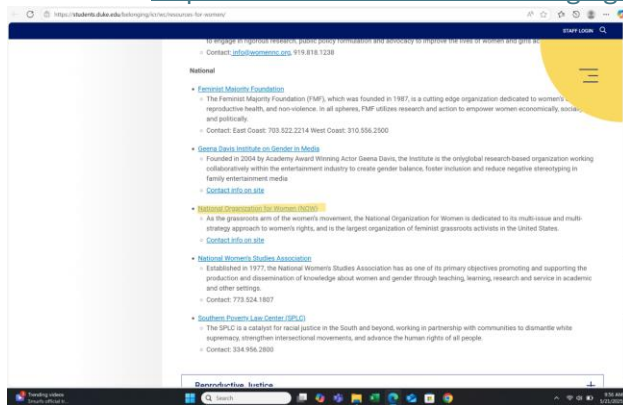 https://students.duke.edu/belonging/icr/wc/resources-for-women/
STAFF LOGIN
to engage in rigorous research, public policy formulation and advocacy to improve the lives of women and girls
Contact: info@womennc.org, 919.818.1238
National
Feminist Majority Foundation
The Feminist Majority Foundation (FMF), which was founded in 1987, is a cutting edge organization dedicated to women's
reproductive health, and non-violence. In all spheres, FMF utilizes research and action to empower women economically,
and politically.
Contact: East Coast: 703.522.2214 West Coast: 310.556.2500
Geena Davis Institute on Gender in Media
Founded in 2004 by Academy Award Winning Actor Geena Davis, the Institute is the onlyglobal research-based organization working
collaboratively within the entertainment industry to create gender balance, foster inclusion and reduce negative stereotyping in
family entertainment media
Contact info on site
National Organization for Women (NOW)
As the grassroots arm of the women's movement, the National Organization for Women is dedicated to its multi-issue and multi-
strategy approach to women's rights, and is the largest organization of feminist grassroots activists in the United States.
Contact info on site
National Women's Studies Association
Established in 1977, the National Women's Studies Association has as one of its primary objectives promoting and supporting the
production and dissemination of knowledge about women and gender through teaching, learning, research and service in academic
and other settings.
Contact: 773.524.1807
Southern Poverty Law Center (SPLC)
The SPLC is a catalyst for racial justice in the South and beyond, working in partnership with communities to dismantle white
supremacy, strengthen intersectional movements, and advance the human rights of all people.
Contact: 334.956.2800
Reproductive Justice
Trending videos
Search
9:50 AM
5/21/2025